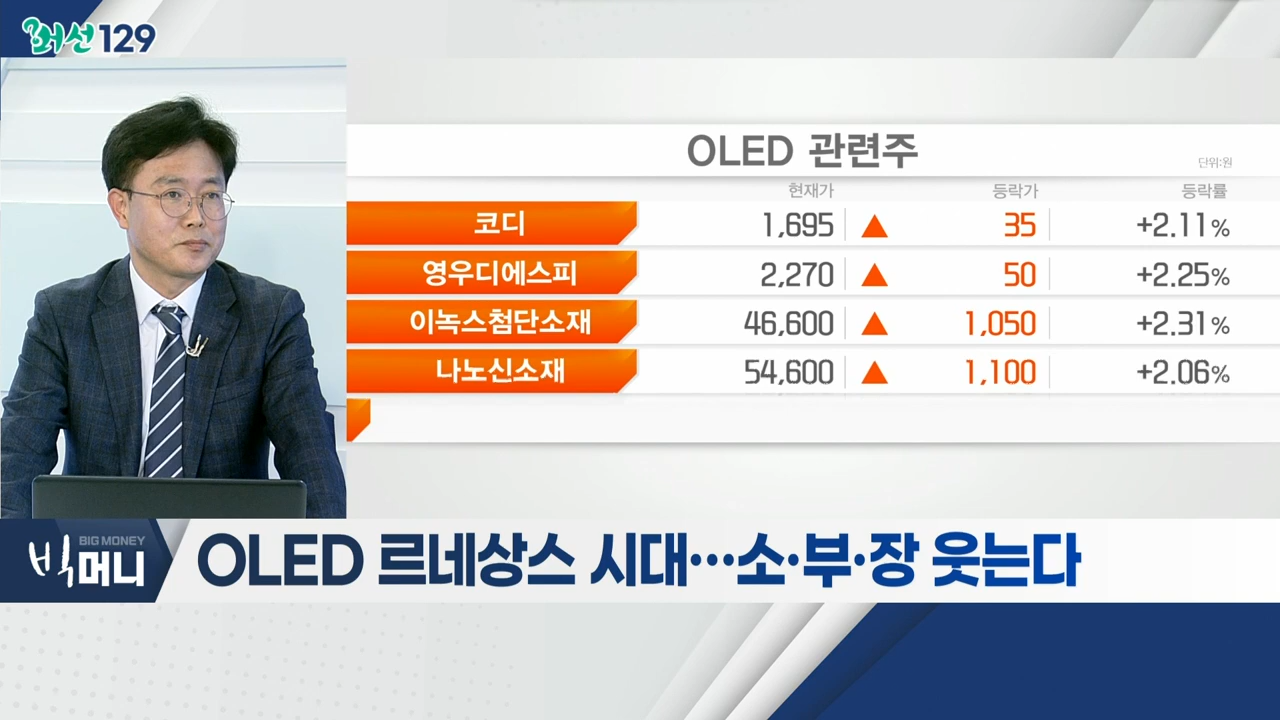 머선129
OLED 관련주
단위:원
현재가 등락가 등락률
코디 1,695 ▲ 35 +2.11%
영우디에스피 2,270 ▲ 50 +2.25%
이녹스첨단소재 46,600 ▲ 1,050 +2.31%
나노신소재 54,600 ▲ 1,100 +2.06%
BIG MONEY
빅머니
OLED 르네상스 시대…소·부·장 웃는다